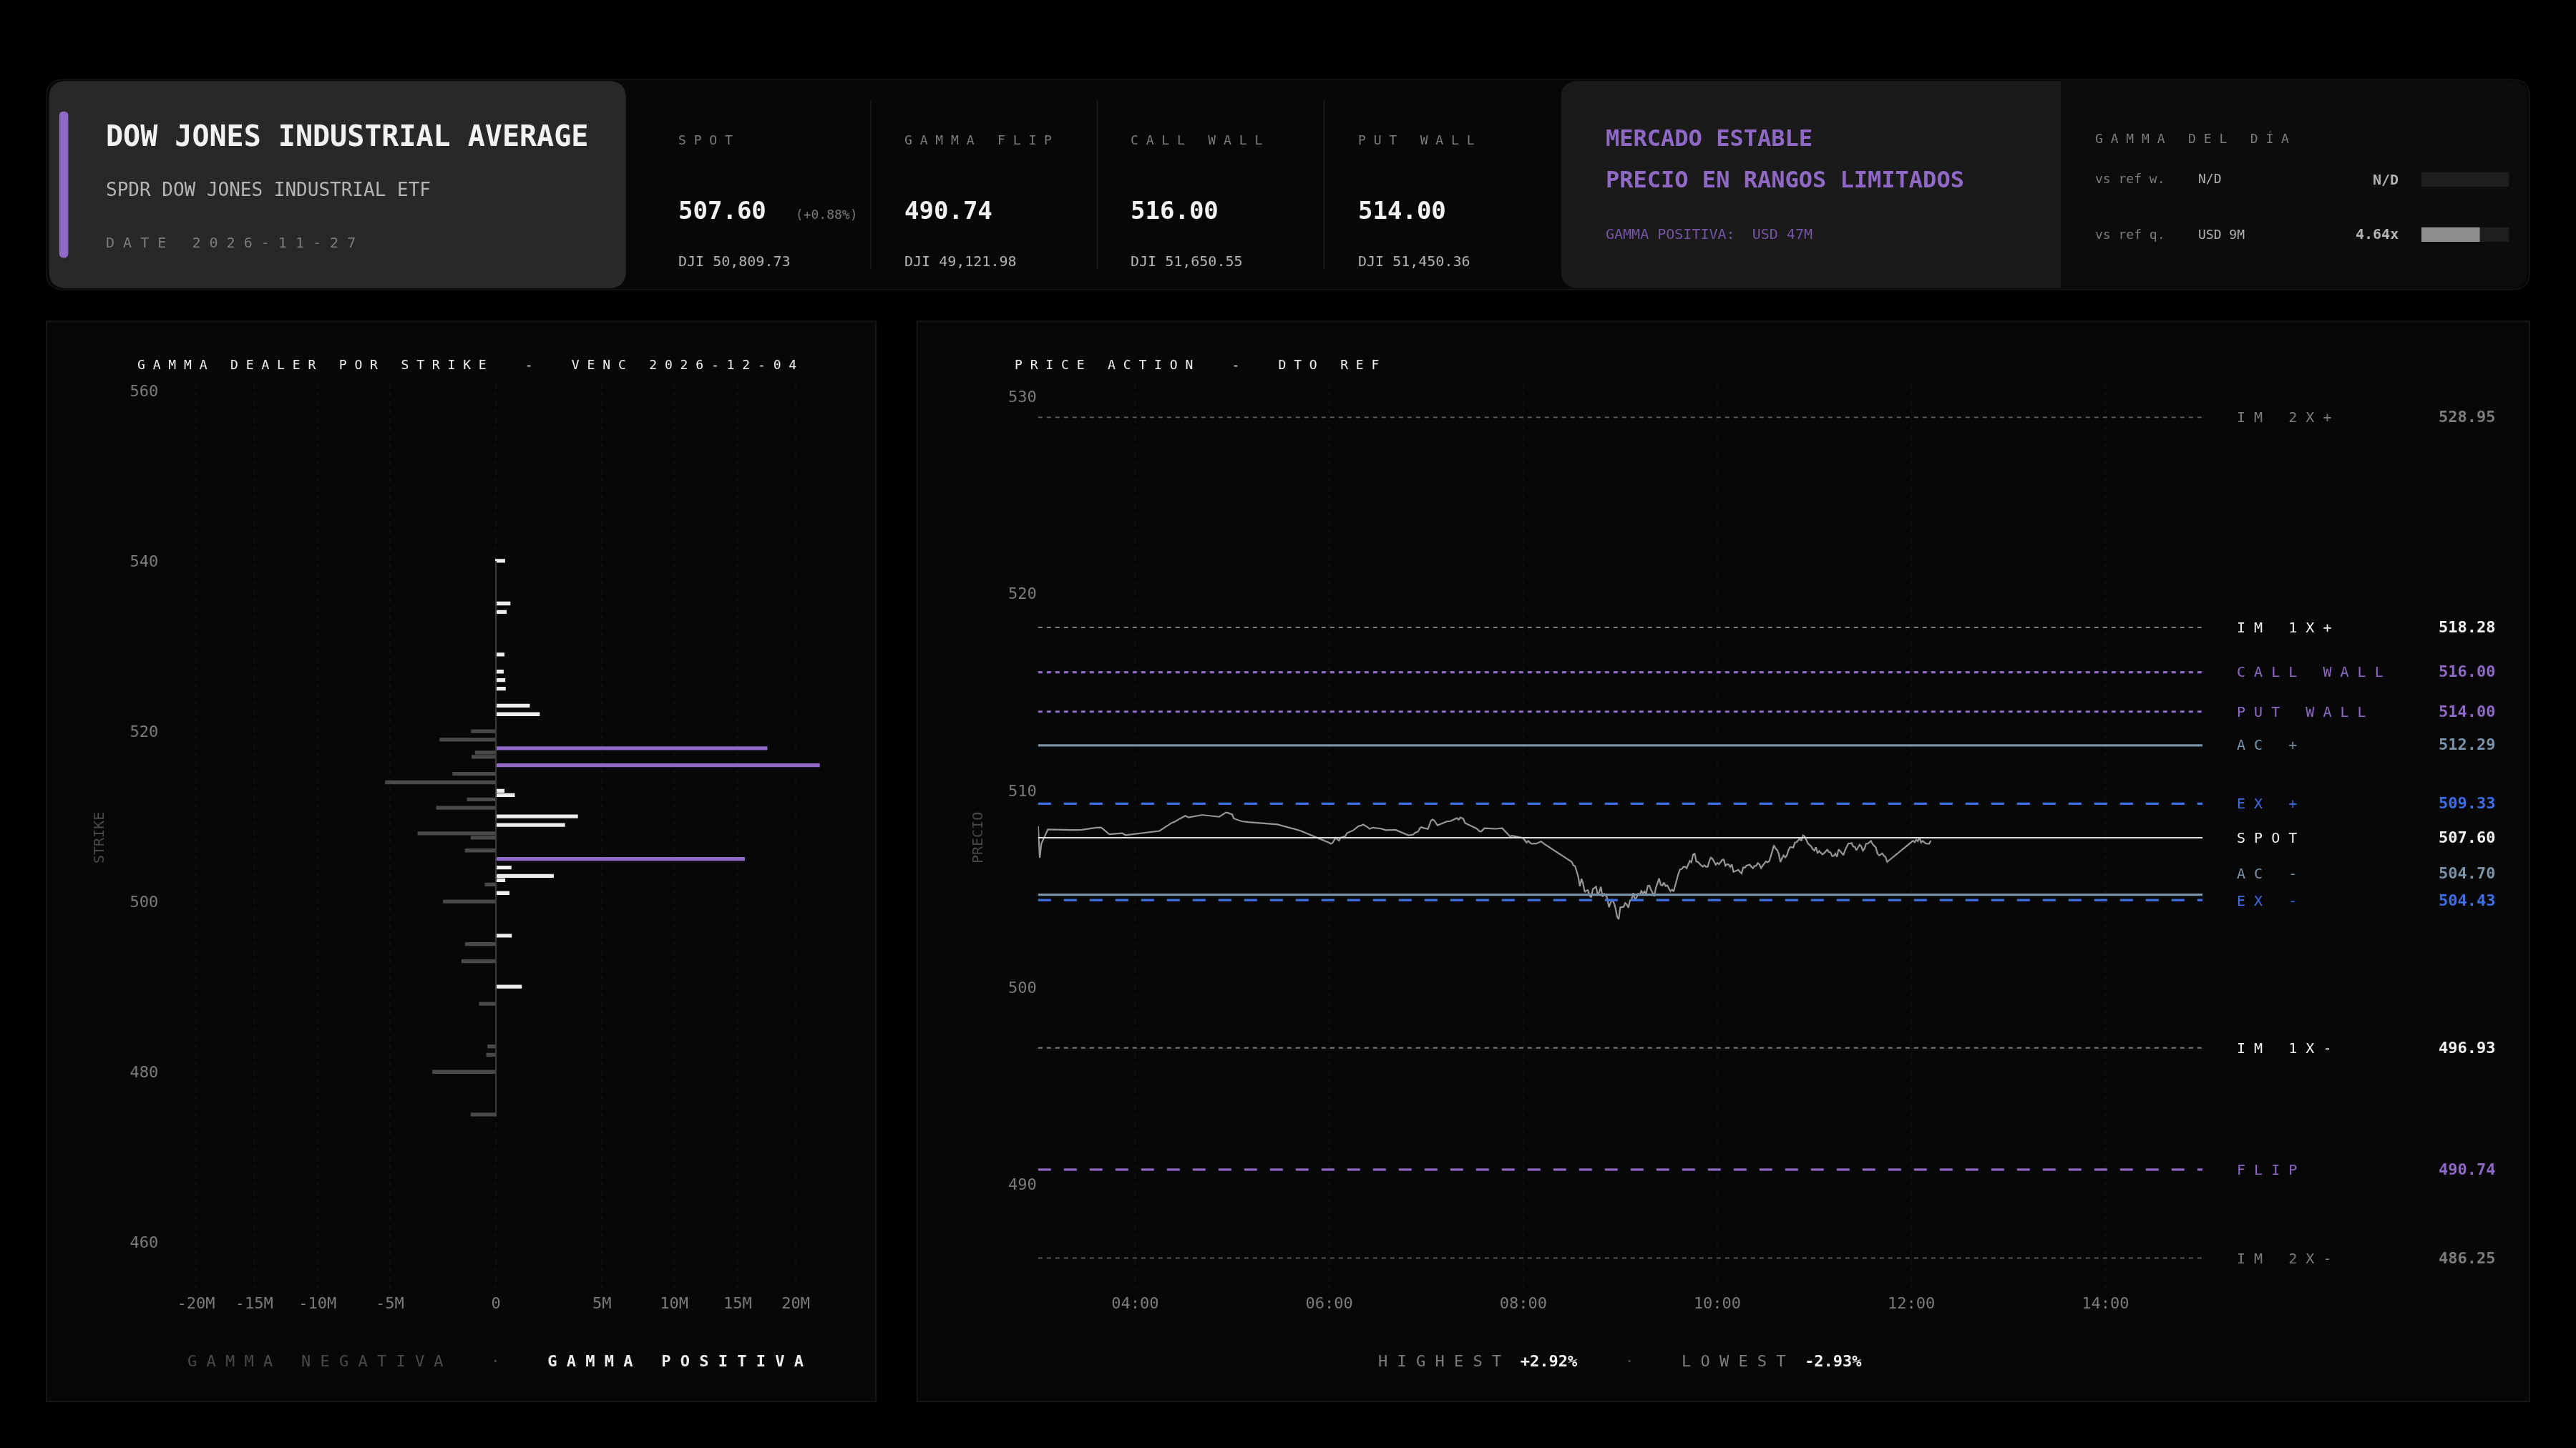 DOW JONES INDUSTRIAL AVERAGE
SPDR DOW JONES INDUSTRIAL ETF
DATE 2026-11-27
SPOT
507.60 (+0.88%)
DJI 50,809.73
GAMMA FLIP
490.74
DJI 49,121.98
CALL WALL
516.00
DJI 51,650.55
PUT WALL
514.00
DJI 51,450.36
MERCADO ESTABLE
PRECIO EN RANGOS LIMITADOS
GAMMA POSITIVA: USD 47M
GAMMA DEL DÍA
vs ref w. N/D N/D
vs ref q. USD 9M 4.64x
GAMMA DEALER POR STRIKE - VENC 2026-12-04
560
540
520
500
480
460
STRIKE
-20M -15M -10M -5M 0 5M 10M 15M 20M
GAMMA NEGATIVA · GAMMA POSITIVA
PRICE ACTION - DTO REF
530
520
510
500
490
PRECIO
IM 2X+ 528.95
IM 1X+ 518.28
CALL WALL 516.00
PUT WALL 514.00
AC + 512.29
EX + 509.33
SPOT 507.60
AC - 504.70
EX - 504.43
IM 1X- 496.93
FLIP 490.74
IM 2X- 486.25
04:00 06:00 08:00 10:00 12:00 14:00
HIGHEST +2.92% · LOWEST -2.93%